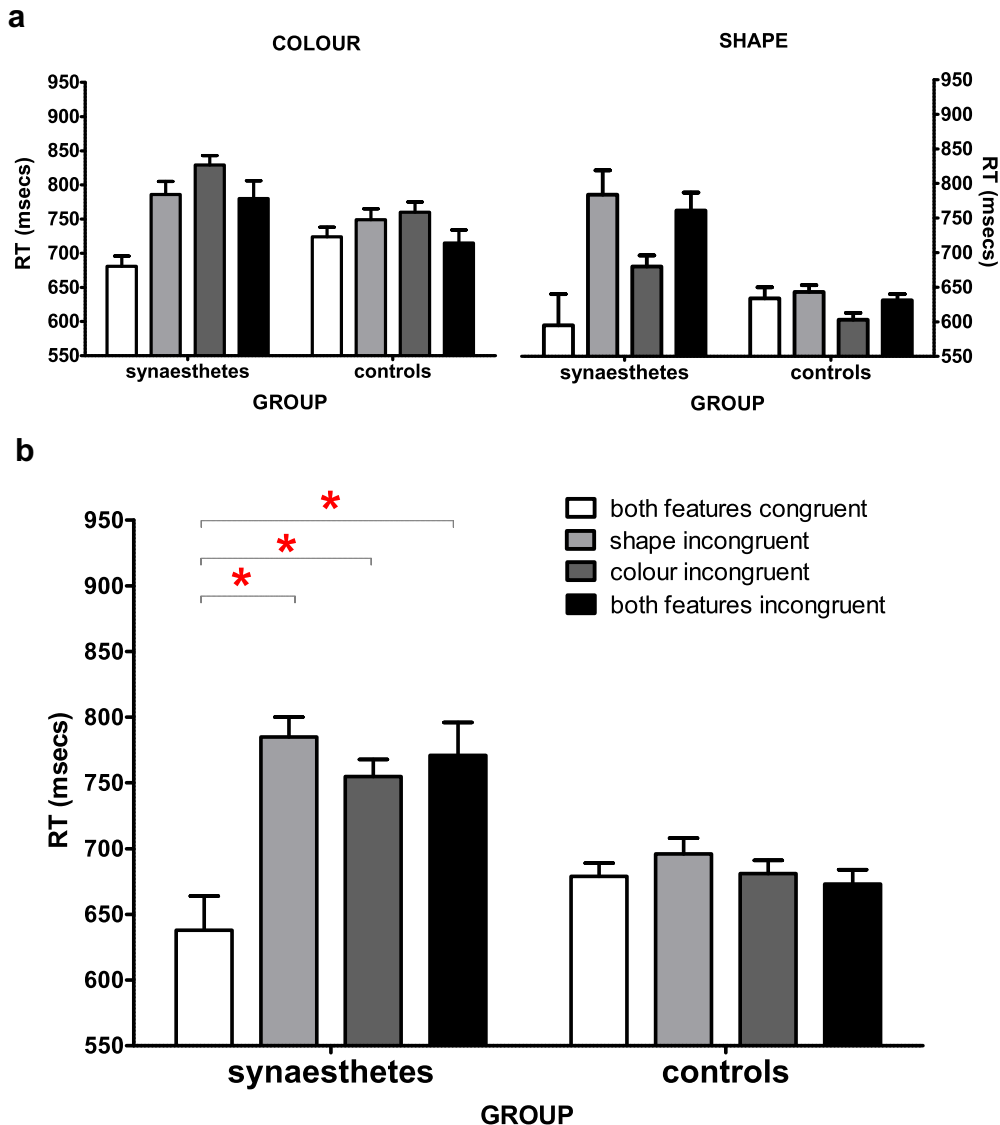 a
COLOUR
SHAPE
950
900
850
800
750
700
650
600
550
RT (msecs)
synaesthetes
controls
GROUP
950
900
850
800
750
700
650
600
550
RT (msecs)
synaesthetes
controls
GROUP
b
* 
*
*
both features congruent
shape incongruent
colour incongruent
both features incongruent
950
900
850
800
750
700
650
600
550
RT (msecs)
synaesthetes
controls
GROUP